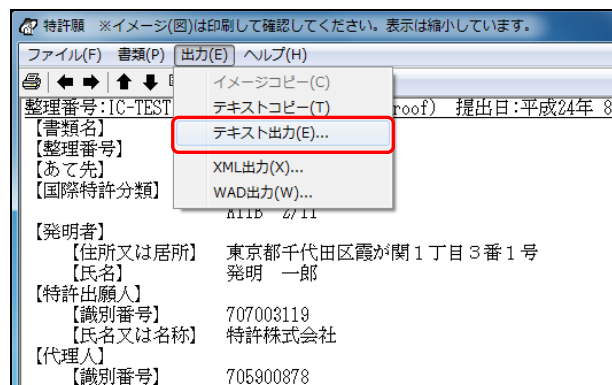 特許願 ※イメージ(図)は印刷して確認してください。表示は縮小しています。
ファイル(F) 書類(P) 出力(E) ヘルプ(H)
イメージコピー(C)
テキストコピー(T)
テキスト出力(E)...
XML出力(X)...
WAD出力(W)...
整理番号:IC-TEST roof) 提出日:平成24年 8
【書類名】
【整理番号】
【あて先】
【国際特許分類】
【発明者】
【住所又は居所】 東京都千代田区霞が関1丁目3番1号
【氏名】 発明 一郎
【特許出願人】
【識別番号】 707003119
【氏名又は名称】 特許株式会社
【代理人】
【識別番号】 705900878